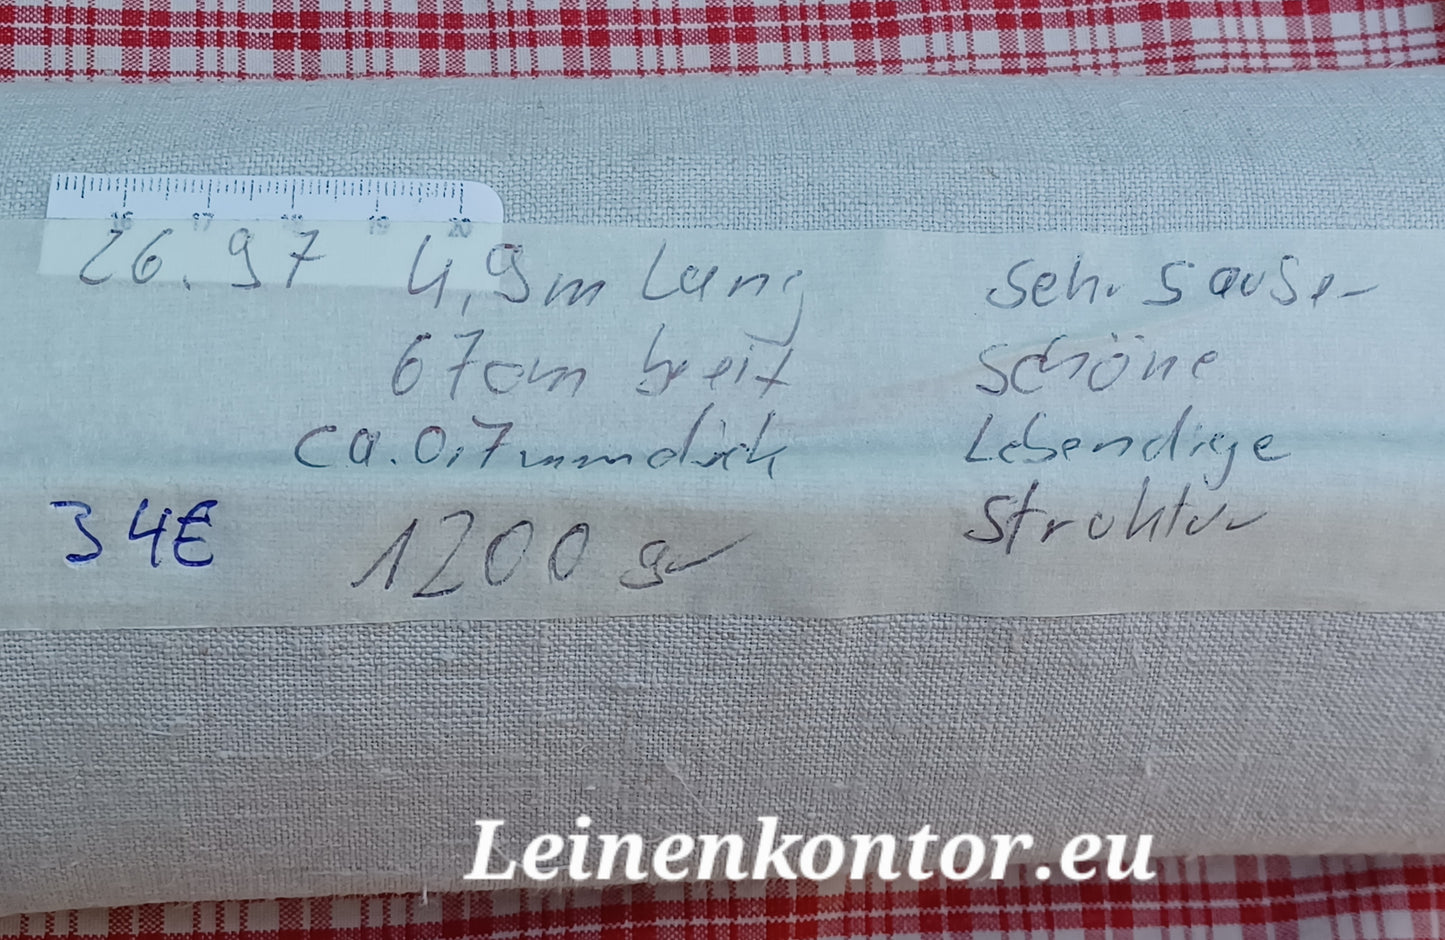 16 17 18 19 20
26.97 4,9m Lang
67cm breit
ca. 0,7mm dick
34€ 1200 gr
sehr sauber
schöne
Lebendige
Struktur
Leinenkontor.eu